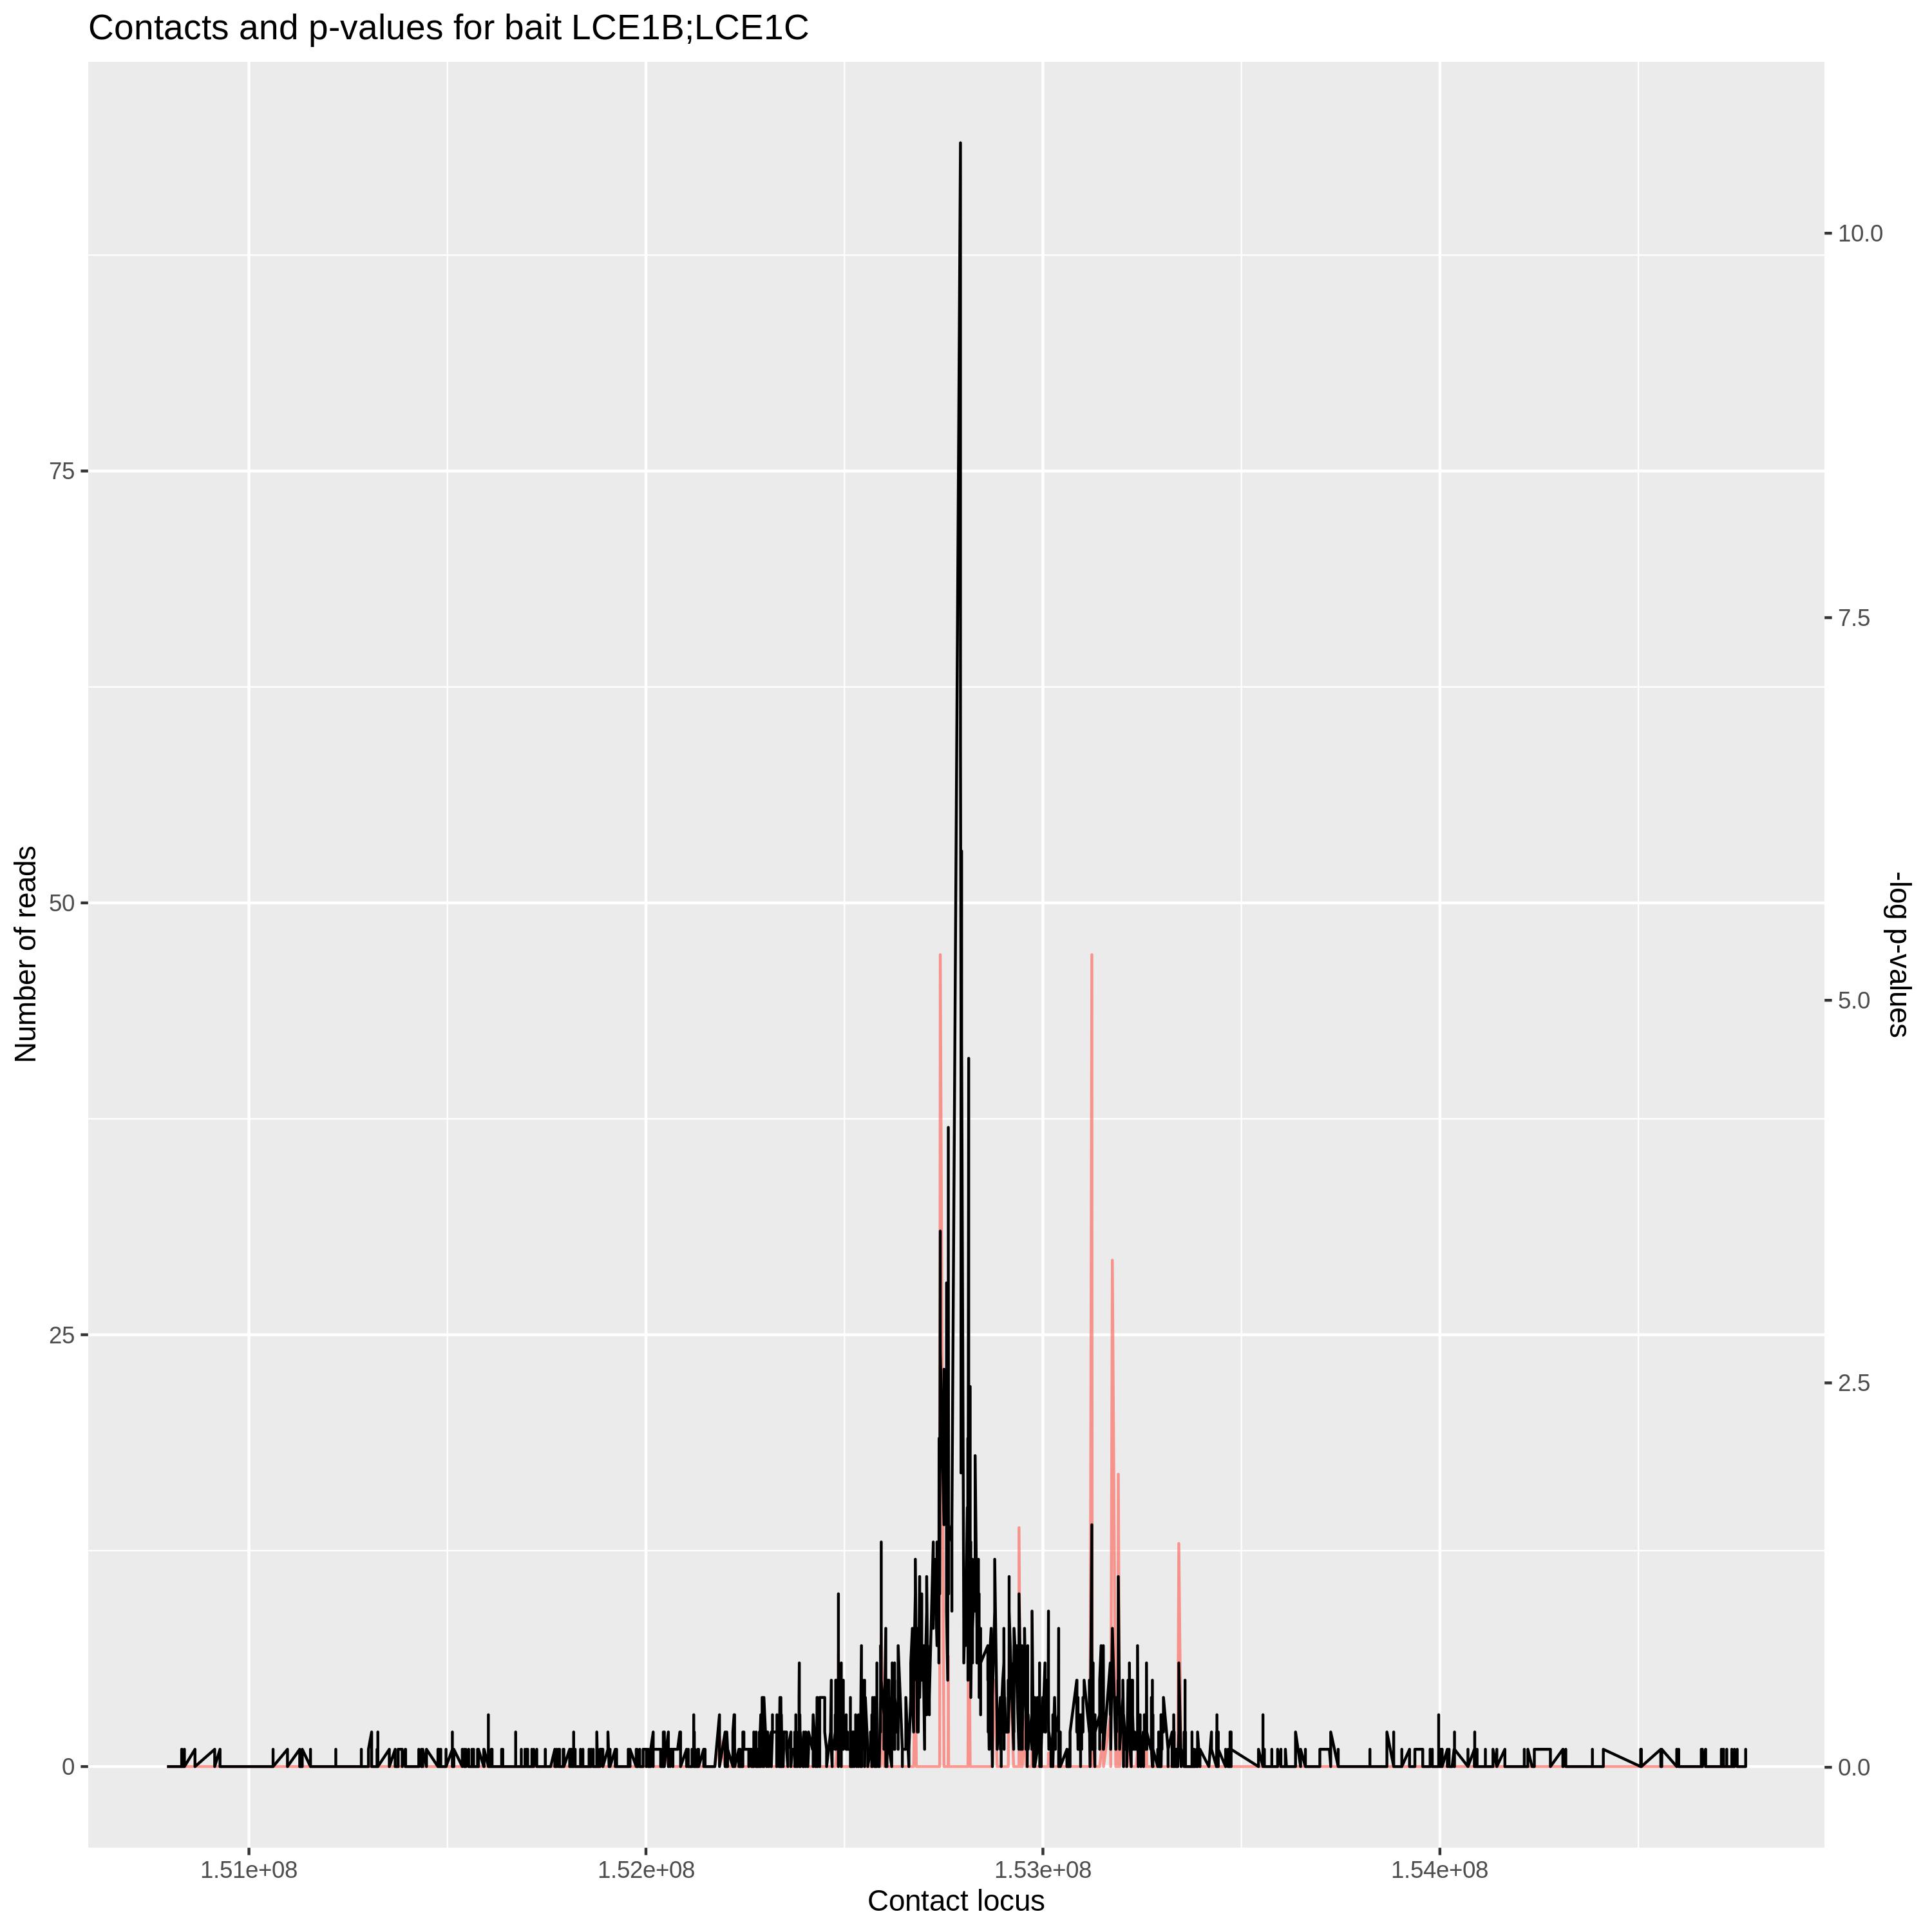 Contacts and p-values for bait LCE1B;LCE1C
Number of reads
75
50
25
0
10.0
7.5
5.0
2.5
0.0
-log p-values
1.51e+08
1.52e+08
1.53e+08
1.54e+08
Contact locus